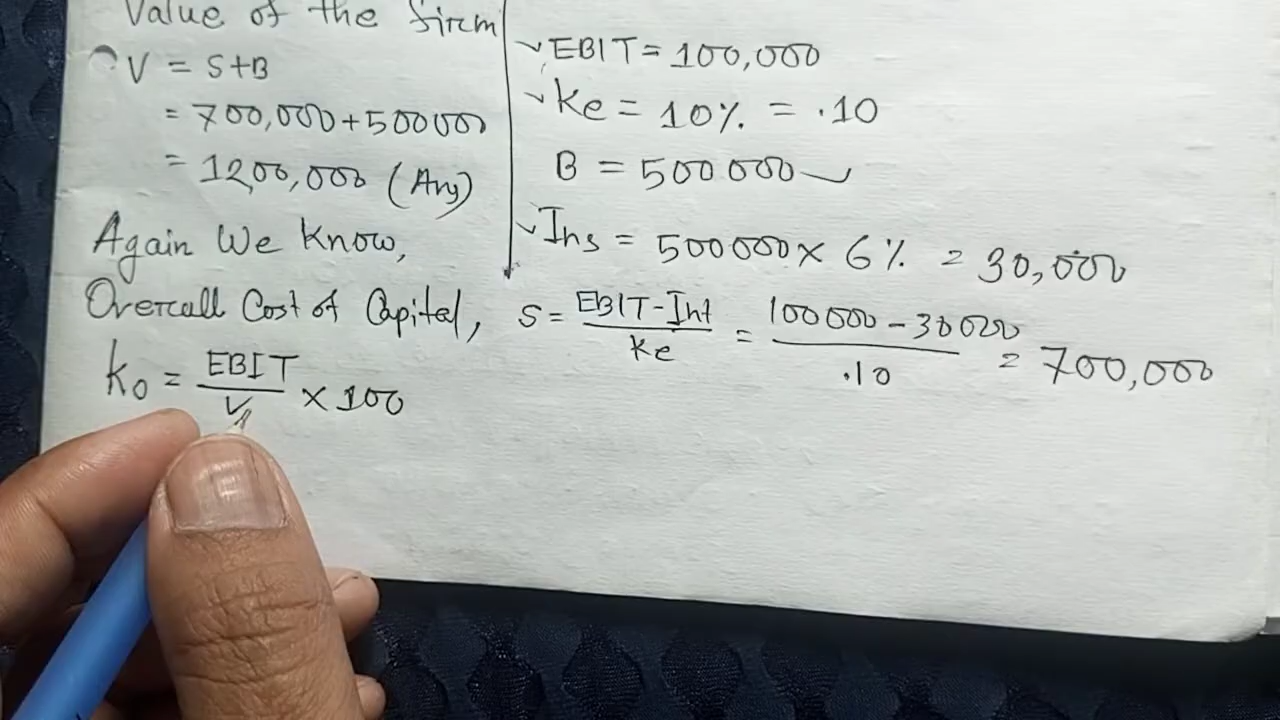 Value of the firm
V = S+B
= 700,000+500000
= 1200,000 (Ans)
Again We Know,
Overall Cost of Capital,
Ko = EBIT / V × 100
EBIT = 100,000
Ke = 10% = .10
B = 500000
Ins = 500000 × 6% = 30,000
S = EBIT-Int / Ke = 100000 - 30000 / .10 = 700,000